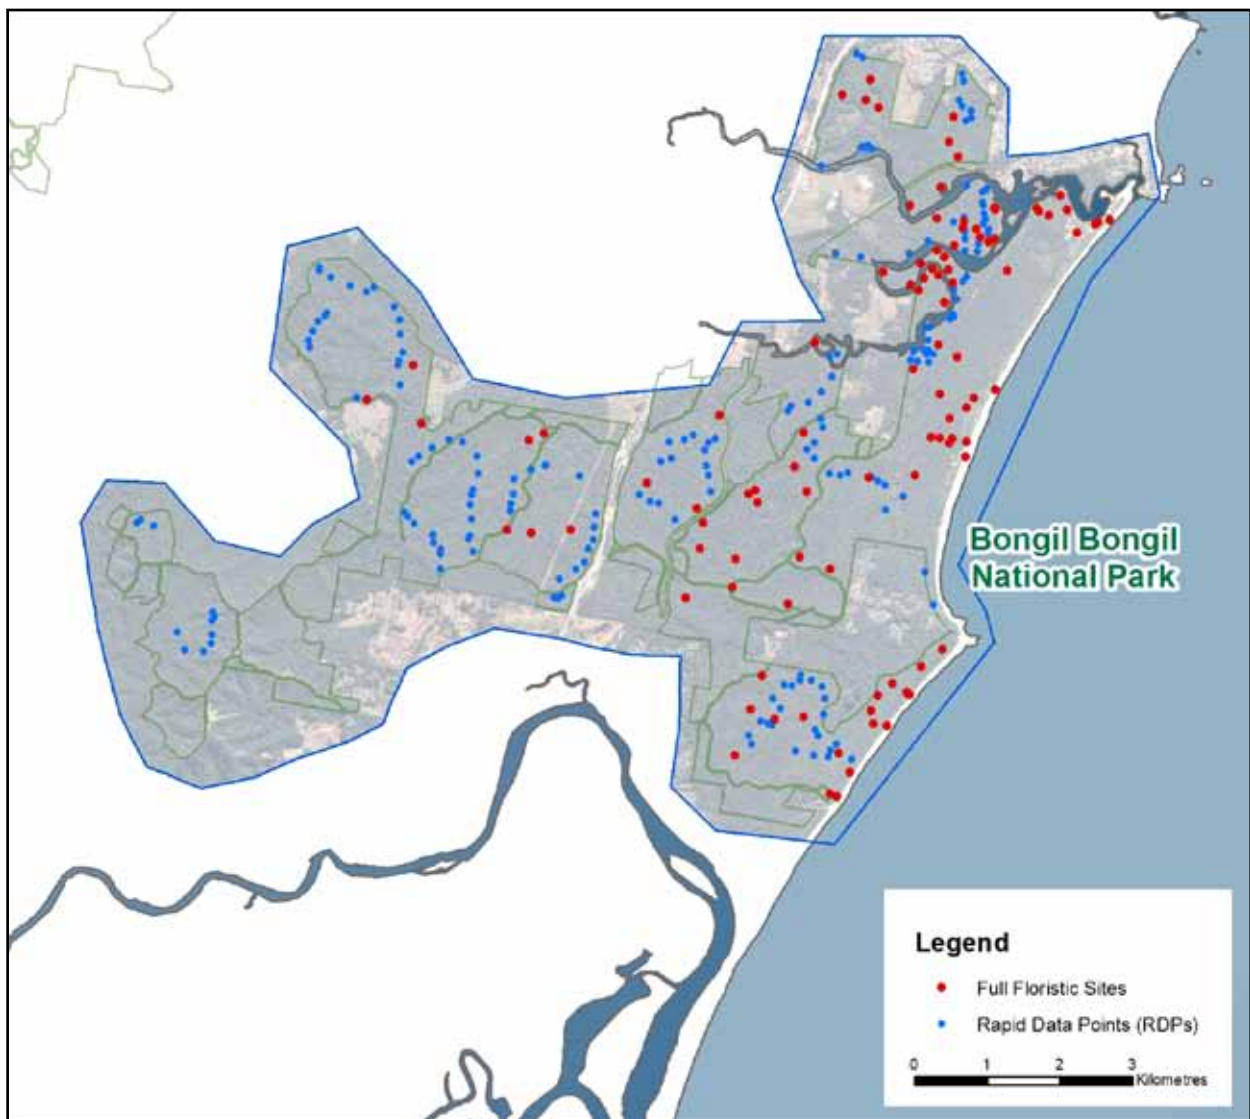 Bongil Bongil
National Park
Legend
Full Floristic Sites
Rapid Data Points (RDPs)
0 1 2 3
Kilometres